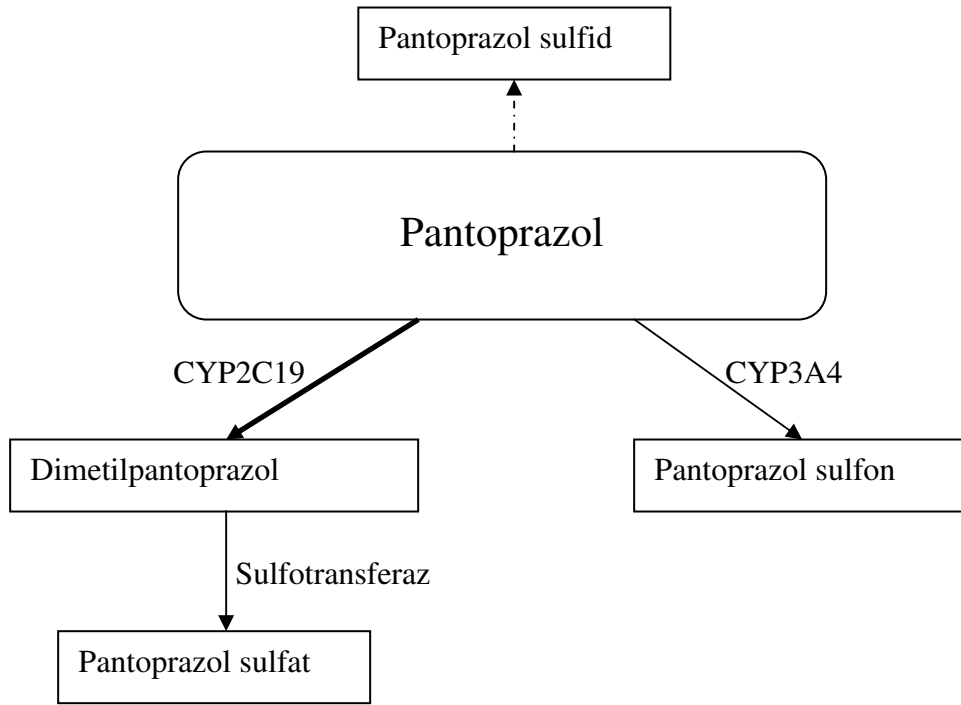 Pantoprazol sulfid
Pantoprazol
CYP2C19
CYP3A4
Dimetilpantoprazol
Pantoprazol sulfon
Sulfotransferaz
Pantoprazol sulfat